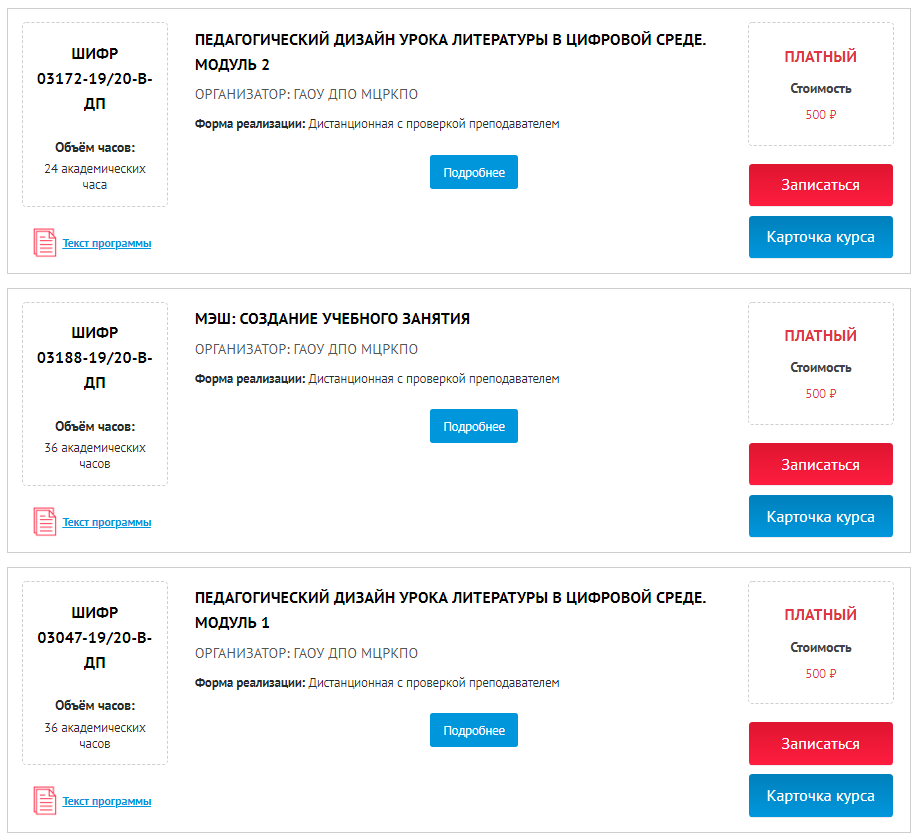 ШИФР
03172-19/20-В-
ДП
Объём часов:
24 академических
часа
Текст программы
ПЕДАГОГИЧЕСКИЙ ДИЗАЙН УРОКА ЛИТЕРАТУРЫ В ЦИФРОВОЙ СРЕДЕ.
МОДУЛЬ 2
ОРГАНИЗАТОР: ГАОУ ДПО МЦРКПО
Форма реализации: Дистанционная с проверкой преподавателем
Подробнее
ПЛАТНЫЙ
Стоимость
500 ₽
Записаться
Карточка курса
ШИФР
03188-19/20-В-
ДП
Объём часов:
36 академических
часов
Текст программы
МЭШ: СОЗДАНИЕ УЧЕБНОГО ЗАНЯТИЯ
ОРГАНИЗАТОР: ГАОУ ДПО МЦРКПО
Форма реализации: Дистанционная с проверкой преподавателем
Подробнее
ПЛАТНЫЙ
Стоимость
500 ₽
Записаться
Карточка курса
ШИФР
03047-19/20-В-
ДП
Объём часов:
36 академических
часов
Текст программы
ПЕДАГОГИЧЕСКИЙ ДИЗАЙН УРОКА ЛИТЕРАТУРЫ В ЦИФРОВОЙ СРЕДЕ.
МОДУЛЬ 1
ОРГАНИЗАТОР: ГАОУ ДПО МЦРКПО
Форма реализации: Дистанционная с проверкой преподавателем
Подробнее
ПЛАТНЫЙ
Стоимость
500 ₽
Записаться
Карточка курса